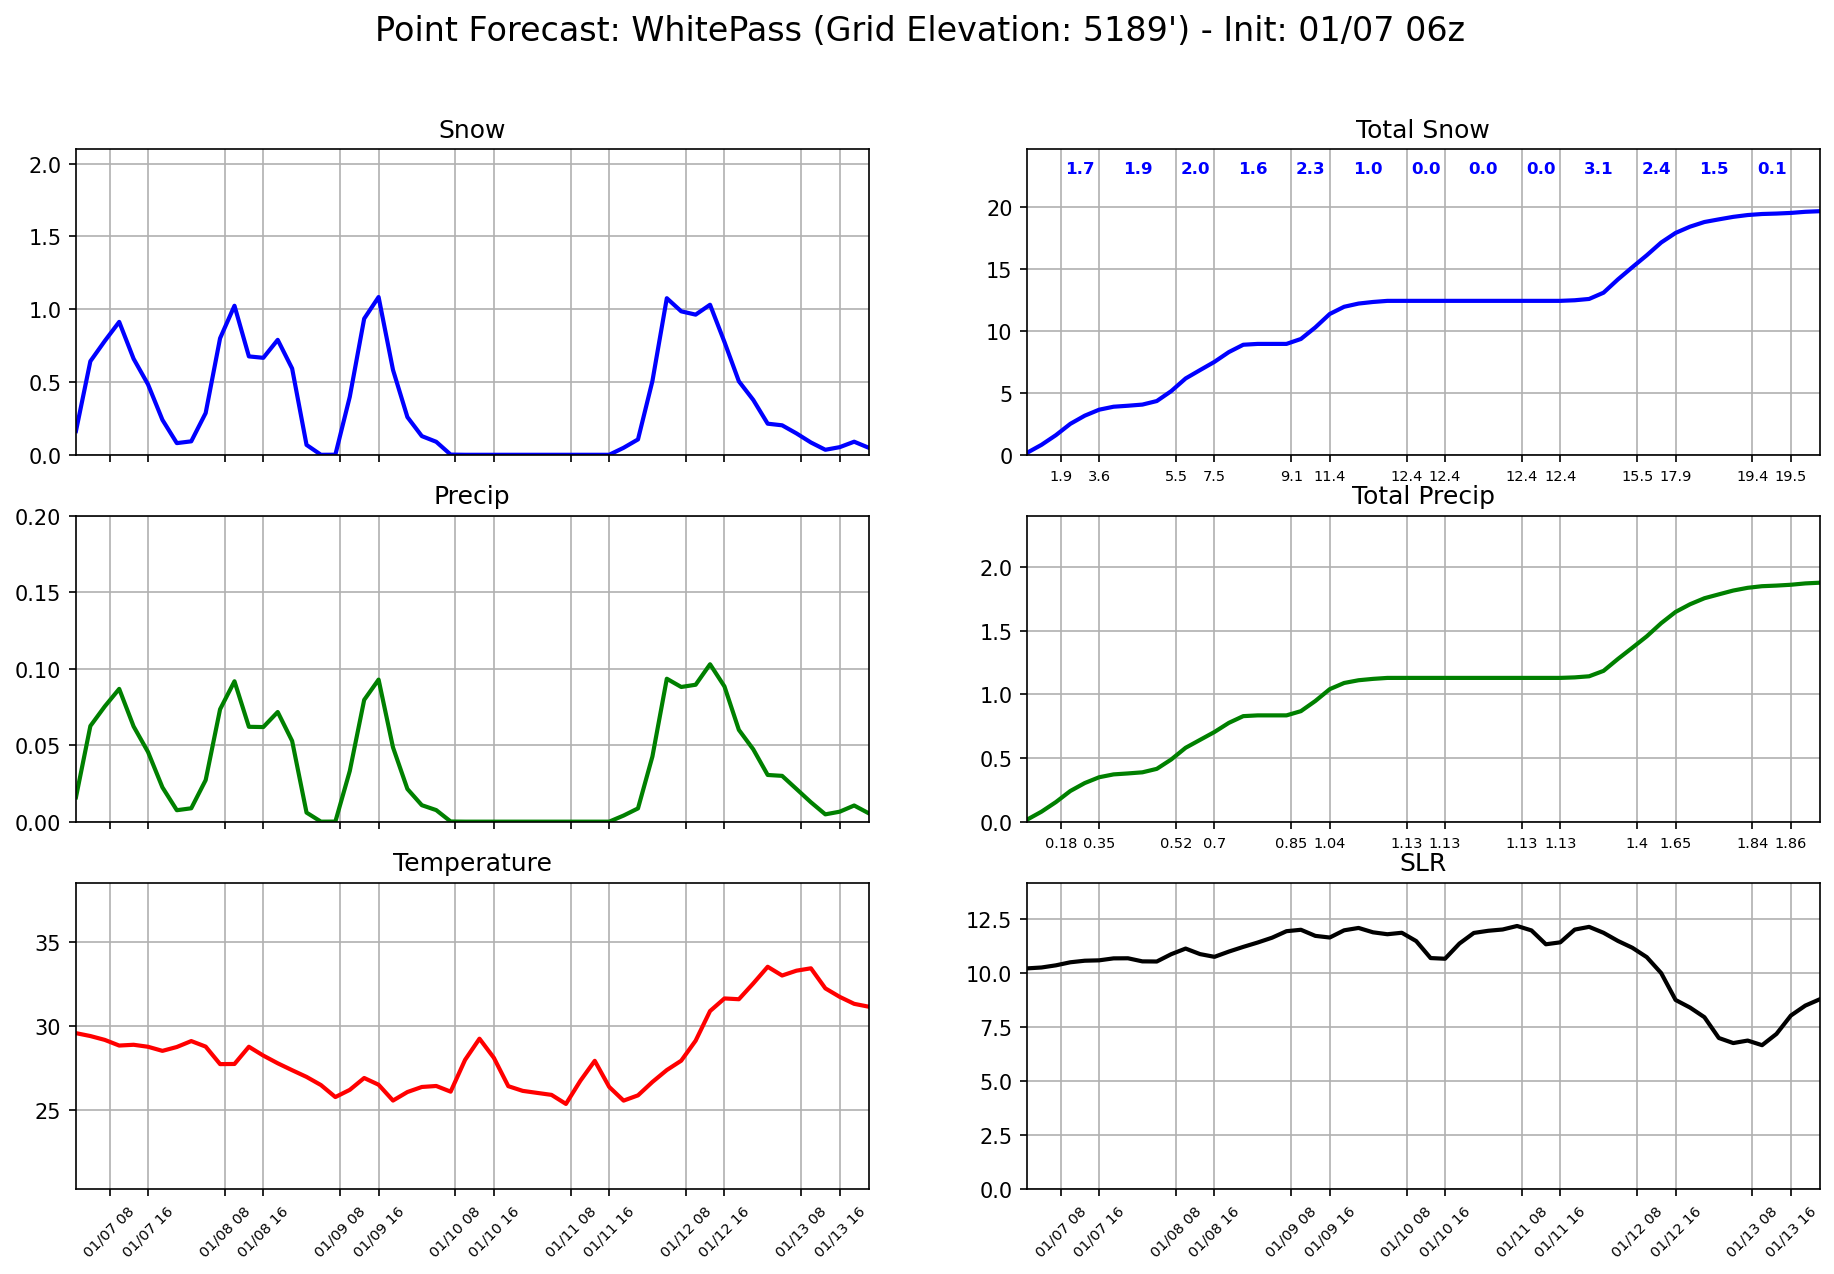 Point Forecast: WhitePass (Grid Elevation: 5189') - Init: 01/07 06z
Snow
2.0
1.5
1.0
0.5
0.0
Total Snow
1.7 1.9 2.0 1.6 2.3 1.0 0.0 0.0 0.0 3.1 2.4 1.5 0.1
20
15
10
5
0
1.9 3.6 5.5 7.5 9.1 11.4 12.4 12.4 12.4 12.4 15.5 17.9 19.4 19.5
Precip
0.20
0.15
0.10
0.05
0.00
Total Precip
2.0
1.5
1.0
0.5
0.0
0.18 0.35 0.52 0.7 0.85 1.04 1.13 1.13 1.13 1.13 1.4 1.65 1.84 1.86
Temperature
35
30
25
01/07 08 01/07 16 01/08 08 01/08 16 01/09 08 01/09 16 01/10 08 01/10 16 01/11 08 01/11 16 01/12 08 01/12 16 01/13 08 01/13 16
SLR
12.5
10.0
7.5
5.0
2.5
0.0
01/07 08 01/07 16 01/08 08 01/08 16 01/09 08 01/09 16 01/10 08 01/10 16 01/11 08 01/11 16 01/12 08 01/12 16 01/13 08 01/13 16